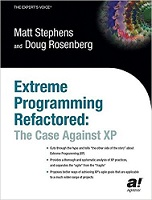 THE EXPERT'S VOICE®
Matt Stephens
and Doug Rosenberg
Extreme
Programming
Refactored:
The Case Against XP
Cuts through the hype and tells "the other side of the story" about
Extreme Programming (XP).
Provides a thorough and systematic analysis of XP practices,
and separates the "agile" from the "fragile"
Proposes better ways of achieving XP's agile goals that are applicable
to a much wider range of projects
a!
Apress®